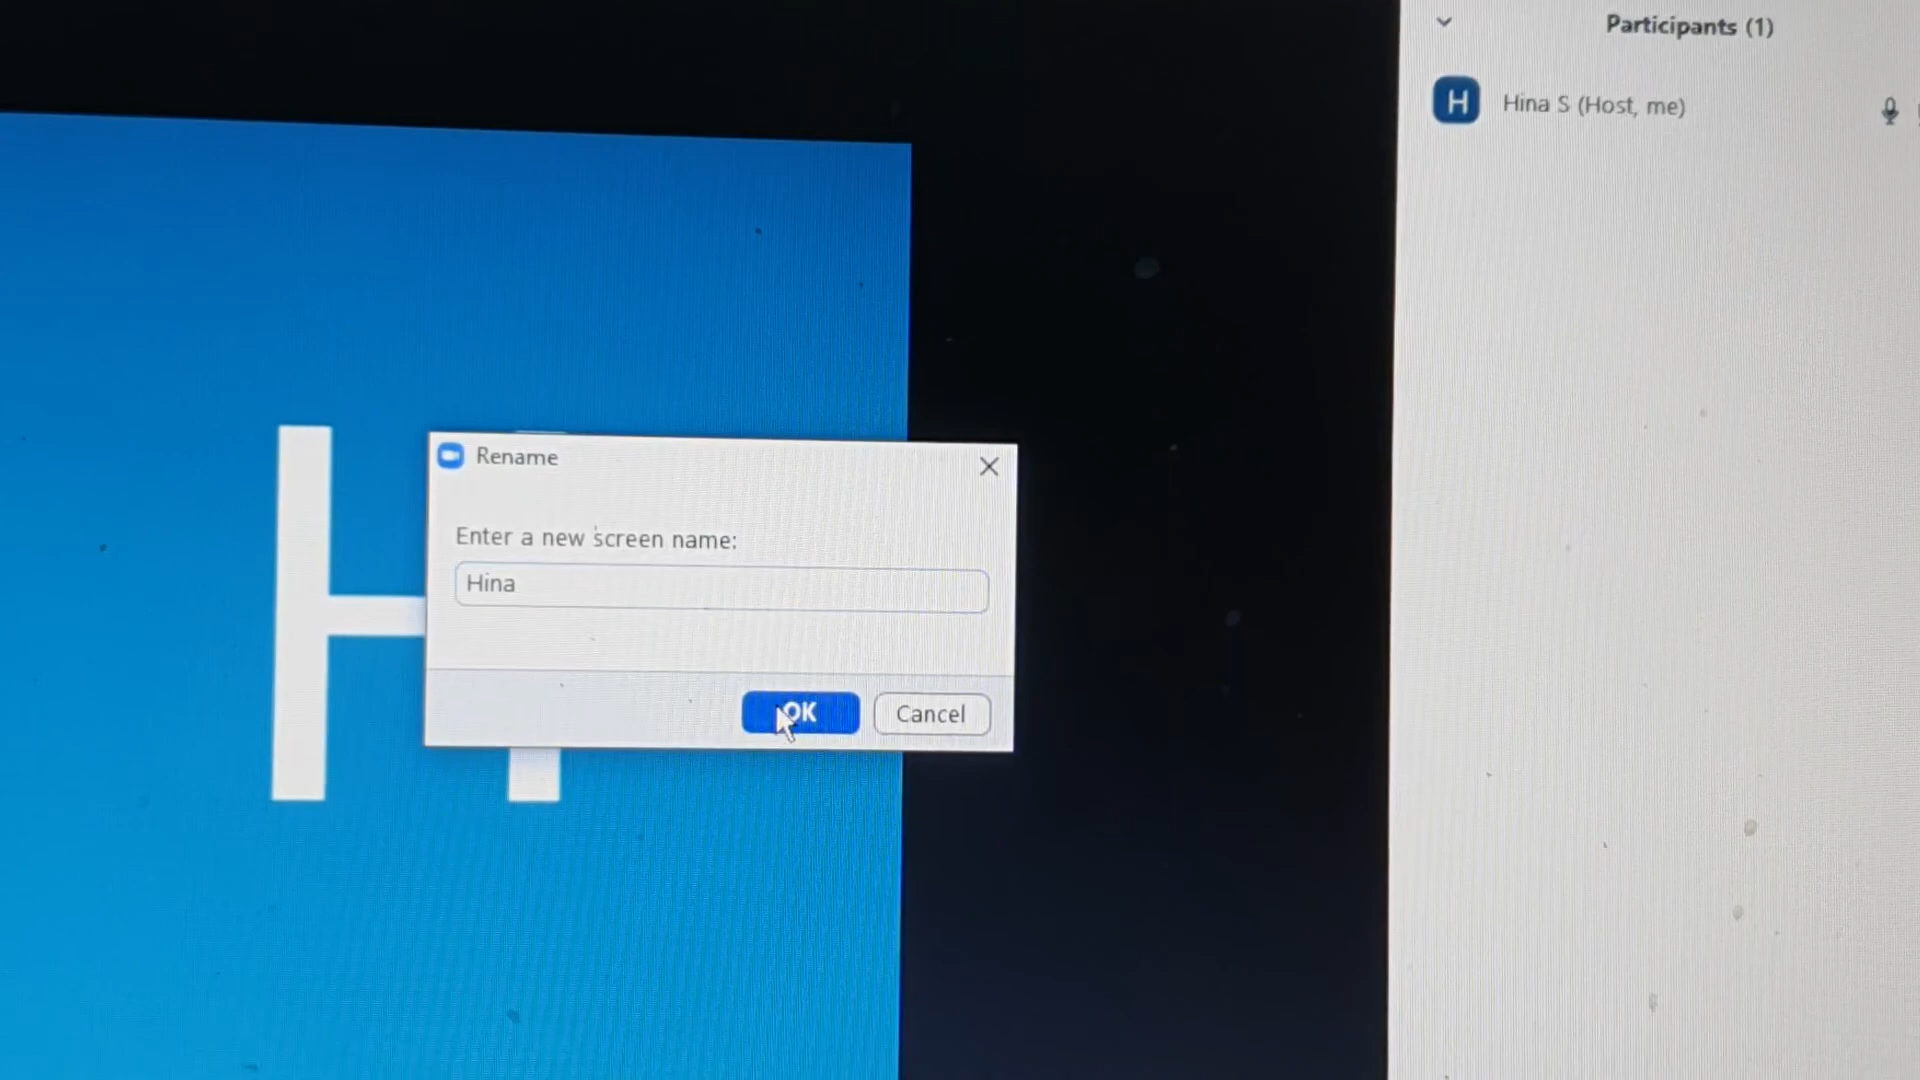 Participants (1)
H
Hina S (Host, me)
H
Rename
Enter a new screen name:
Hina
OK
Cancel